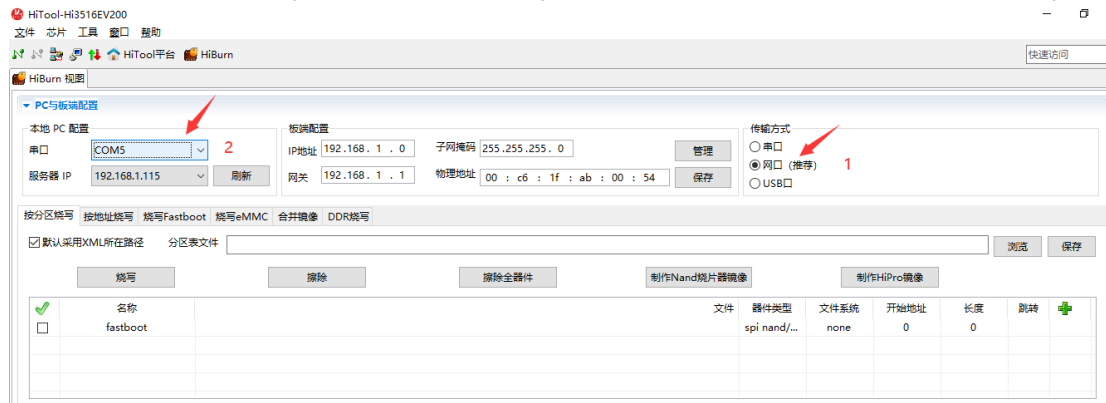 HiTool-Hi3516EV200
文件 芯片 工具 窗口 帮助
HiTool平台 HiBurn 快速访问
HiBurn 视图
PC与板端配置
本地 PC 配置 板端配置 传输方式
串口 COM5 2 IP地址 192.168. 1 . 0 子网掩码 255.255.255. 0 管理 串口
网口 (推荐) 1
服务器 IP 192.168.1.115 刷新 网关 192.168. 1 . 1 物理地址 00 : c6 : 1f : ab : 00 : 54 保存 USB口
按分区烧写 按地址烧写 烧写Fastboot 烧写eMMC 合并镜像 DDR烧写
默认采用XML所在路径 分区表文件 浏览 保存
烧写 擦除 擦除全器件 制作Nand烧片器镜像 制作HiPro镜像
名称 文件 器件类型 文件系统 开始地址 长度 跳转
fastboot spi nand/... none 0 0